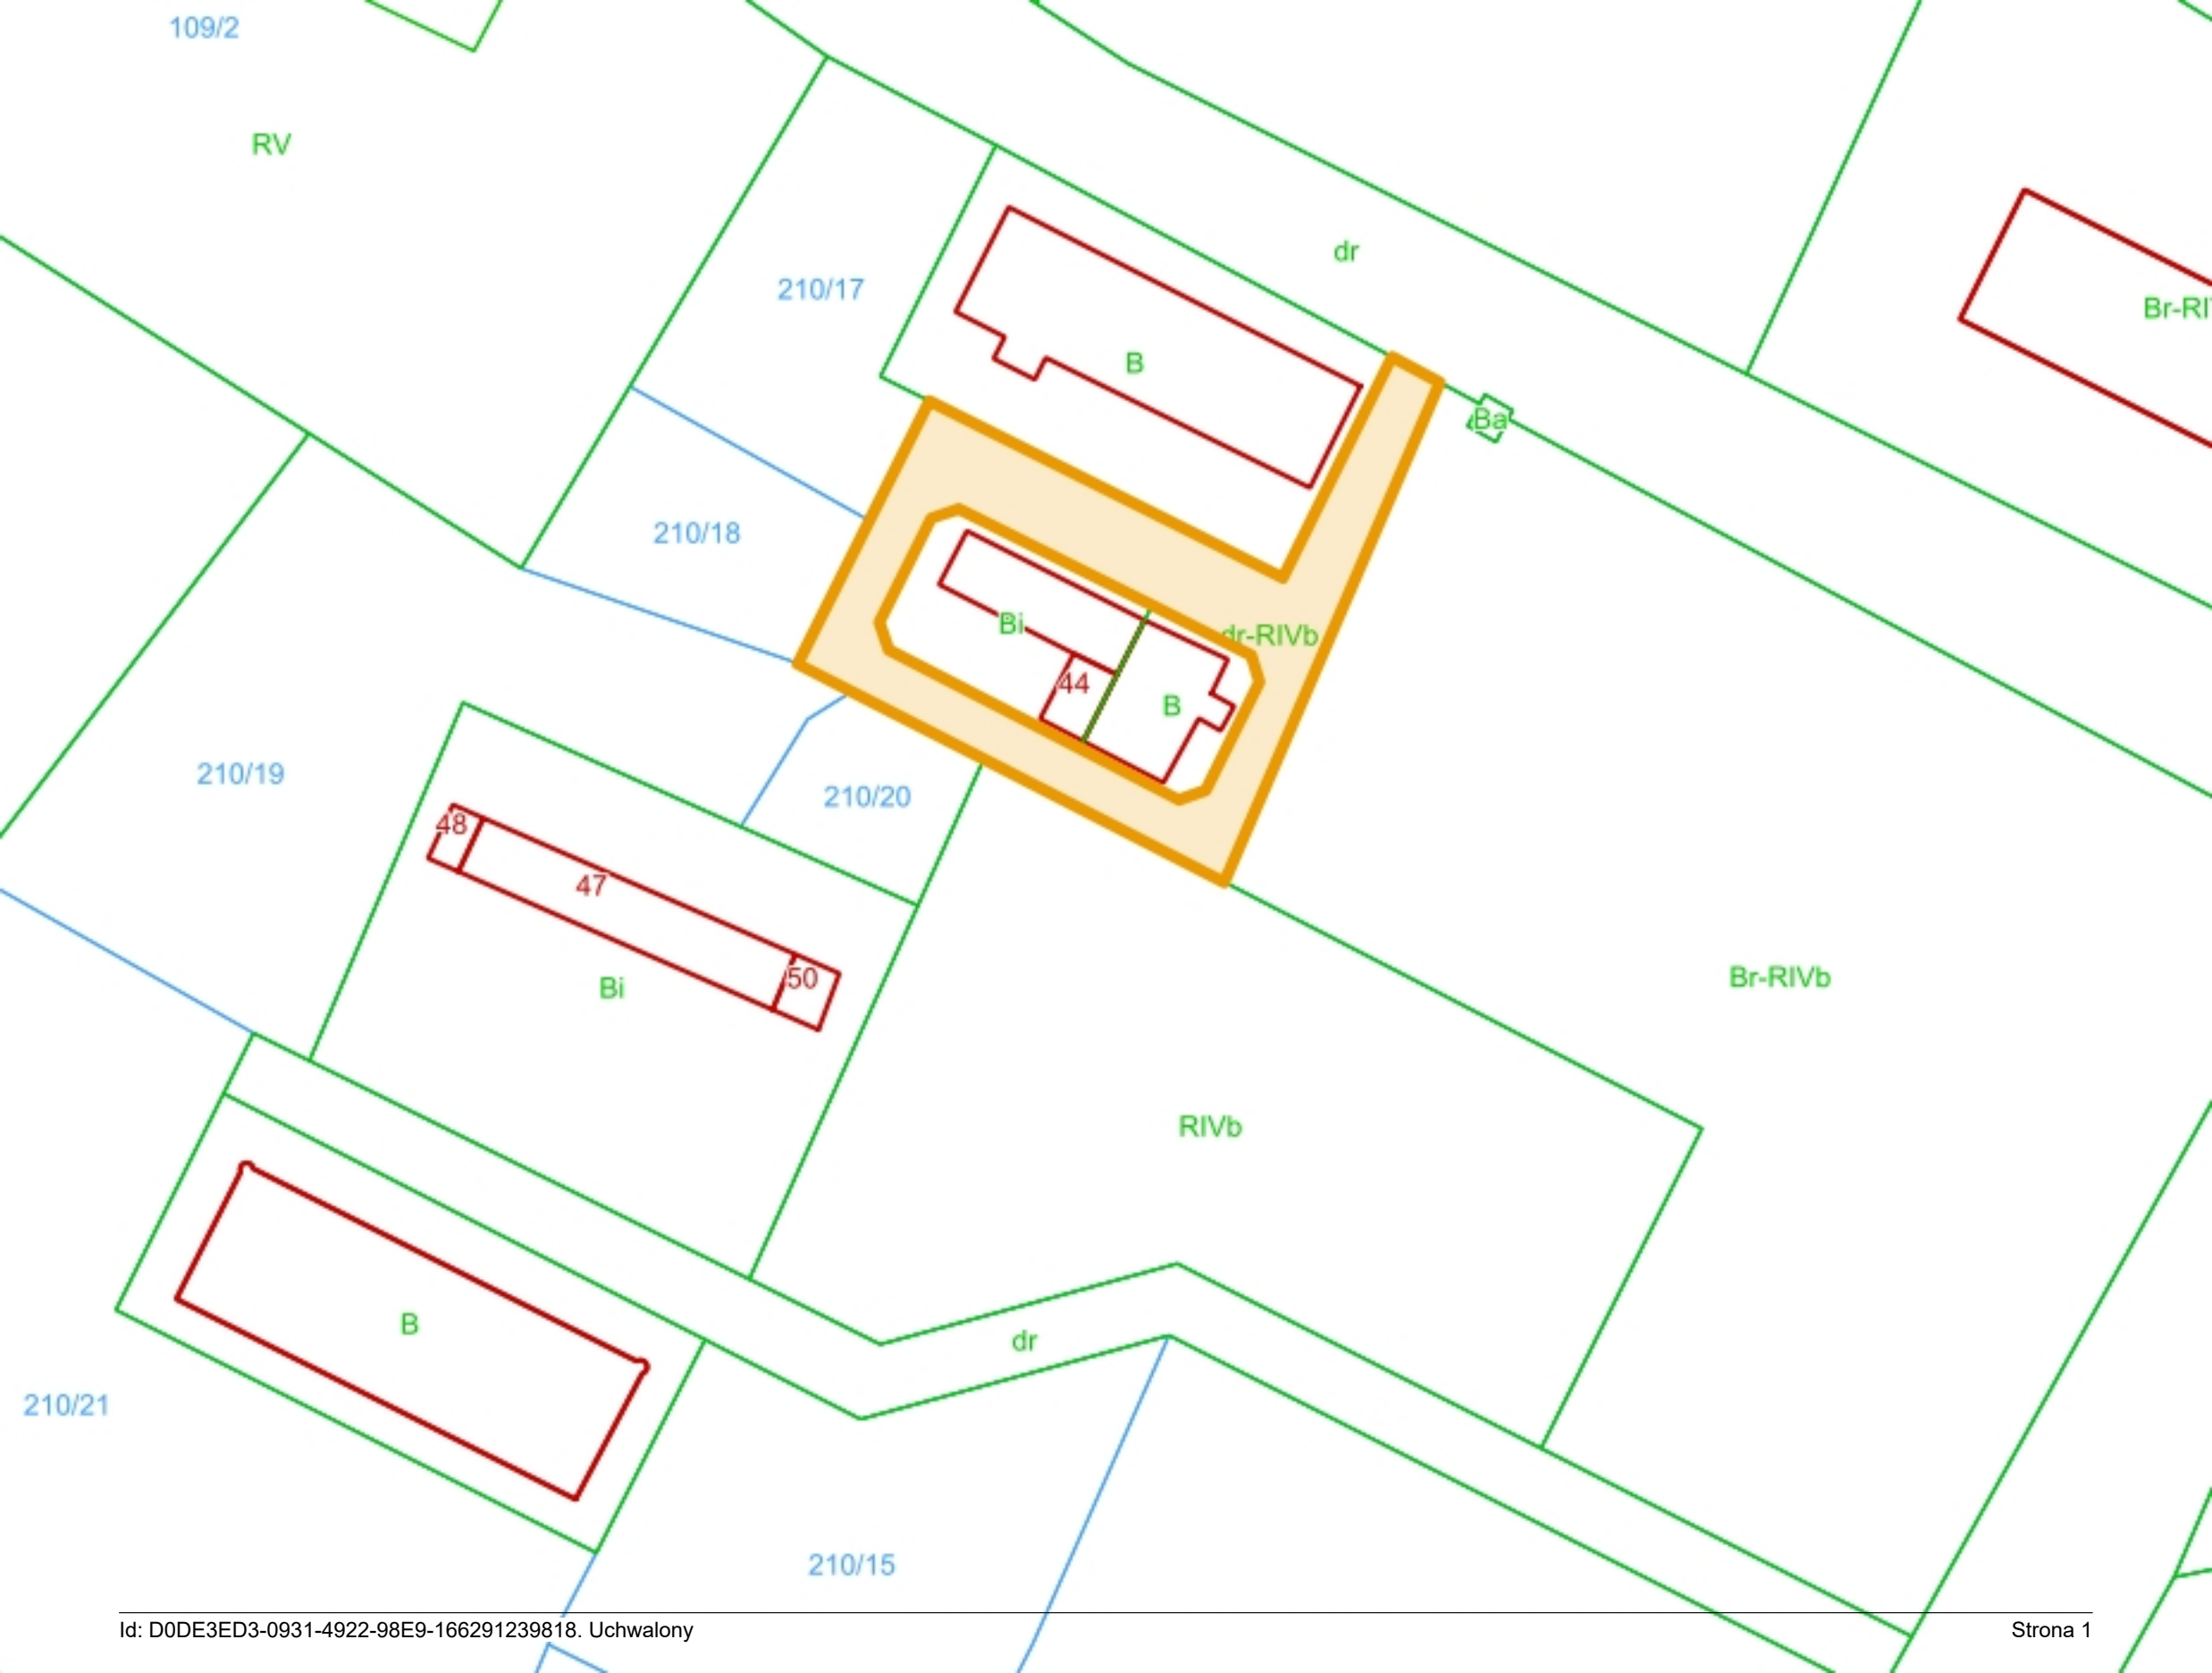 109/2
RV
dr
210/17
Br-RI
B
Ba
210/18
Bi
dr-RIVb
44
B
210/19
210/20
48
47
50
Bi
Br-RIVb
RIVb
B
dr
210/21
210/15
Id: D0DE3ED3-0931-4922-98E9-166291239818. Uchwalony
Strona 1